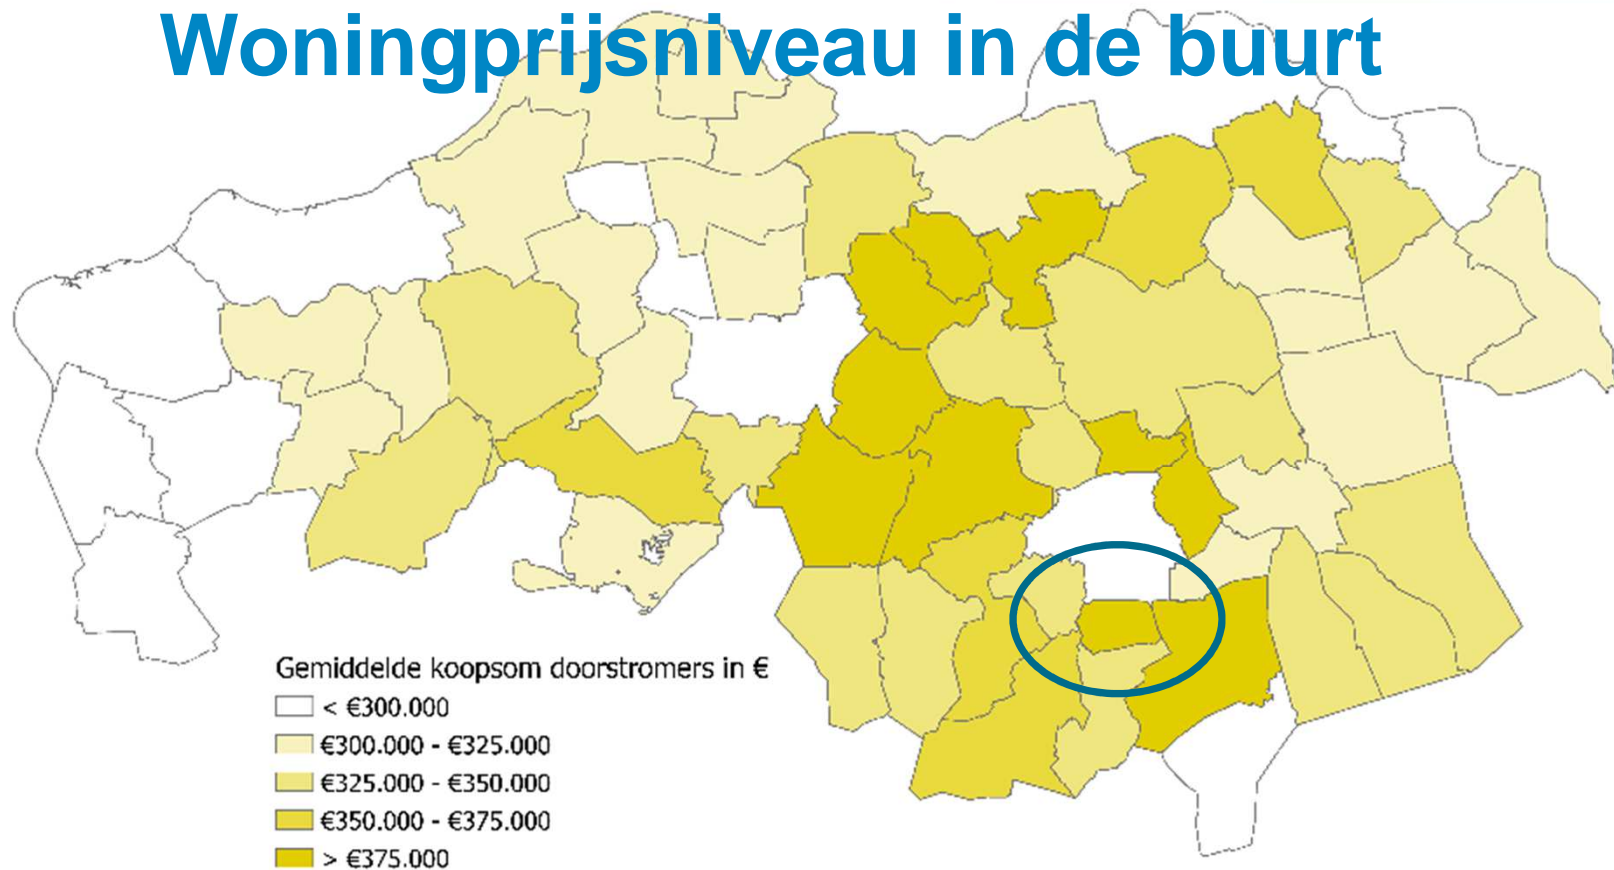 Woningprijsniveau in de buurt
Gemiddelde koopsom doorstromers in €
< €300.000
€300.000 - €325.000
€325.000 - €350.000
€350.000 - €375.000
> €375.000